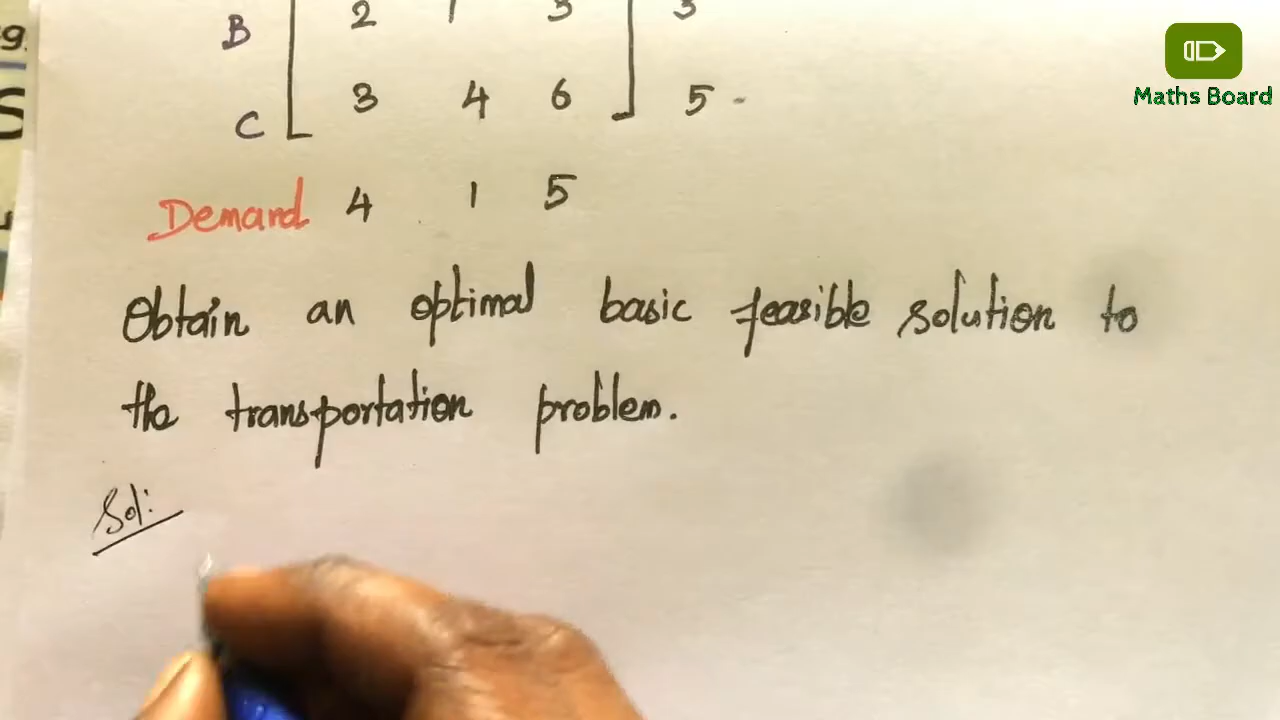 B 2 1 3 3
C 3 4 6 5
Demand 4 1 5
Obtain an optimal basic feasible solution to
the transportation problem.
Sol:
Maths Board